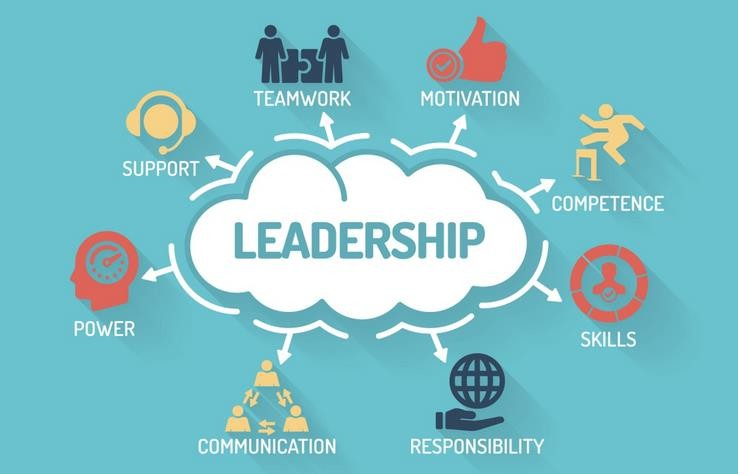 TEAMWORK
MOTIVATION
SUPPORT
COMPETENCE
LEADERSHIP
POWER
SKILLS
COMMUNICATION
RESPONSIBILITY